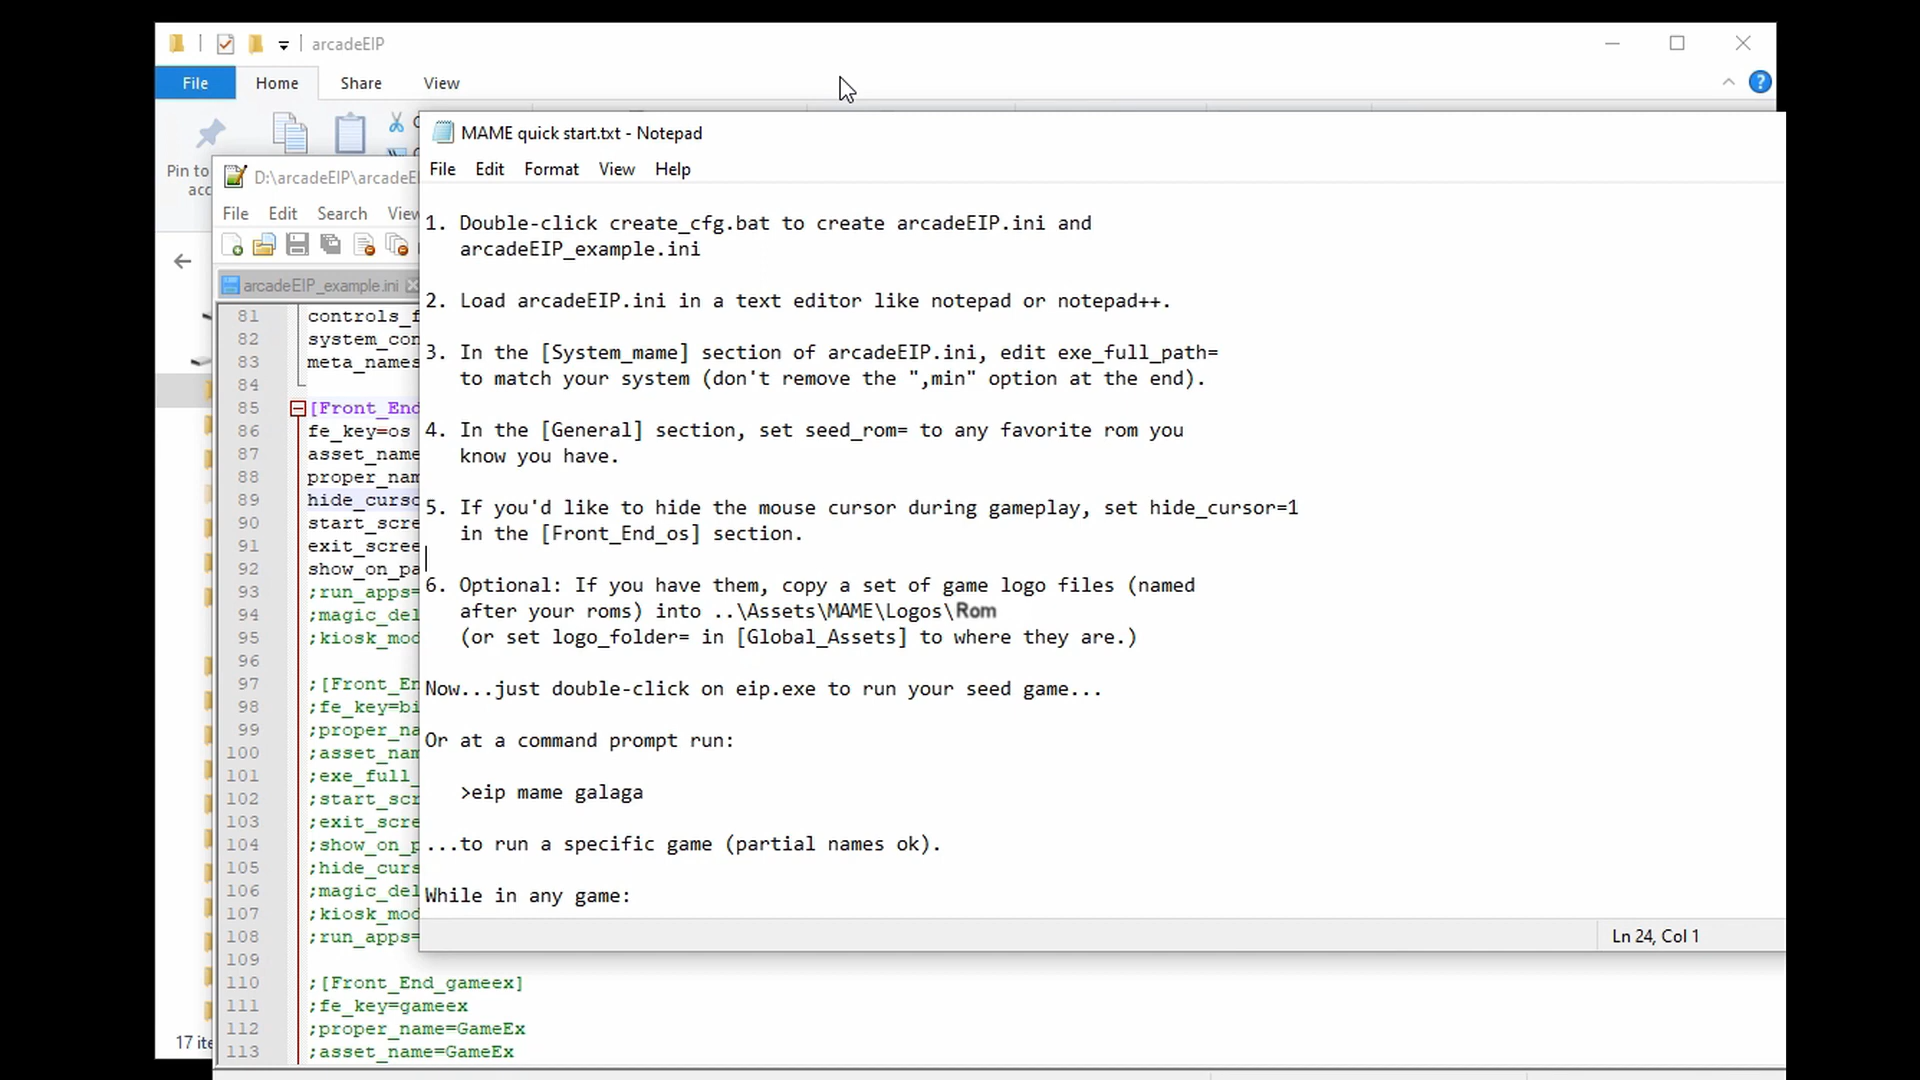 arcadeEIP
File Home Share View
Pin to
MAME quick start.txt - Notepad
File Edit Format View Help
D:\arcadeEIP\arcadeEI
File Edit Search View
arcadeEIP_example.ini
1. Double-click create_cfg.bat to create arcadeEIP.ini and
arcadeEIP_example.ini
2. Load arcadeEIP.ini in a text editor like notepad or notepad++.
3. In the [System_mame] section of arcadeEIP.ini, edit exe_full_path=
to match your system (don't remove the ",min" option at the end).
4. In the [General] section, set seed_rom= to any favorite rom you
know you have.
5. If you'd like to hide the mouse cursor during gameplay, set hide_cursor=1
in the [Front_End_os] section.
6. Optional: If you have them, copy a set of game logo files (named
after your roms) into ..\Assets\MAME\Logos\Rom
(or set logo_folder= in [Global_Assets] to where they are.)
Now...just double-click on eip.exe to run your seed game...
Or at a command prompt run:
>eip mame galaga
...to run a specific game (partial names ok).
While in any game:
Ln 24, Col 1
81 controls_f
82 system_con
83 meta_names
84
85 [Front_End
86 fe_key=os
87 asset_name
88 proper_nam
89 hide_curso
90 start_scre
91 exit_scree
92 show_on_pa
93 ;run_apps=
94 ;magic_del
95 ;kiosk_mod
96
97 ;[Front_En
98 ;fe_key=bi
99 ;proper_na
100 ;asset_nam
101 ;exe_full_
102 ;start_scr
103 ;exit_scre
104 ;show_on_p
105 ;hide_curs
106 ;magic_del
107 ;kiosk_mod
108 ;run_apps=
109
110 ;[Front_End_gameex]
111 ;fe_key=gameex
112 ;proper_name=GameEx
113 ;asset_name=GameEx
17 ite